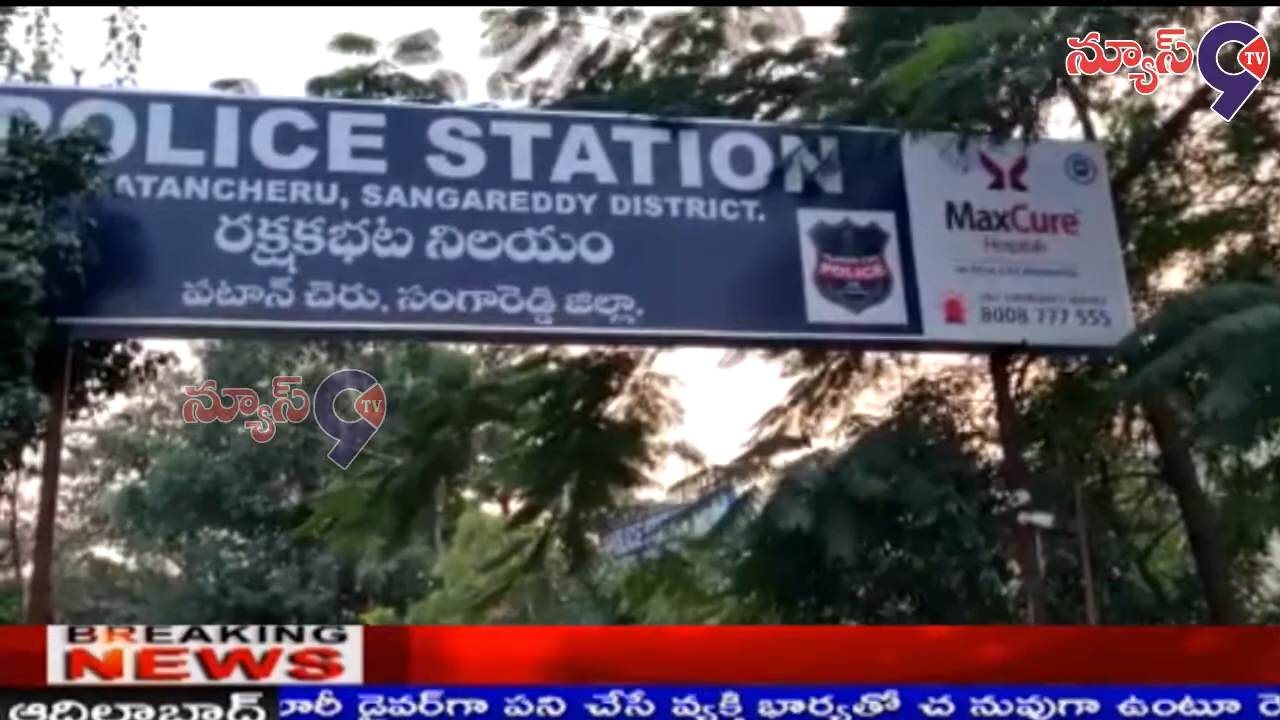 న్యూస్ 9 TV
POLICE STATION
PATANCHERU, SANGAREDDY DISTRICT.
రక్షకభట నిలయం
పటాన్ చెరు. సంగారెడ్డి జిల్లా.
POLICE
MaxCure
Hospitals
8008 777 555
న్యూస్ 9 TV
BREAKING
NEWS
ఆదిలాబాద్
లారీ డైవర్‌గా పని చేసే వ్యక్తి భార్యతో చ నువుగా ఉంటూ